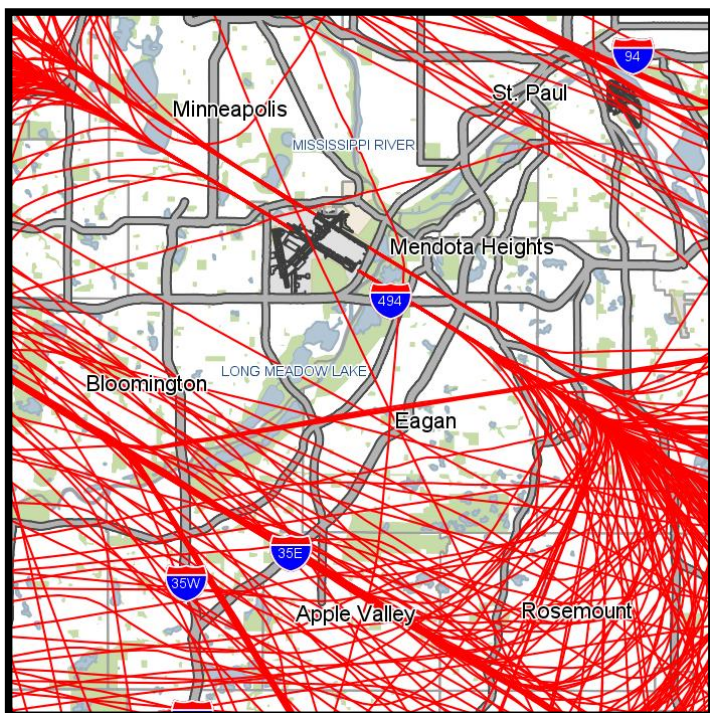 94
St. Paul
Minneapolis
MISSISSIPPI RIVER
Mendota Heights
494
LONG MEADOW LAKE
Bloomington
Eagan
35E
35W
Apple Valley
Rosemount